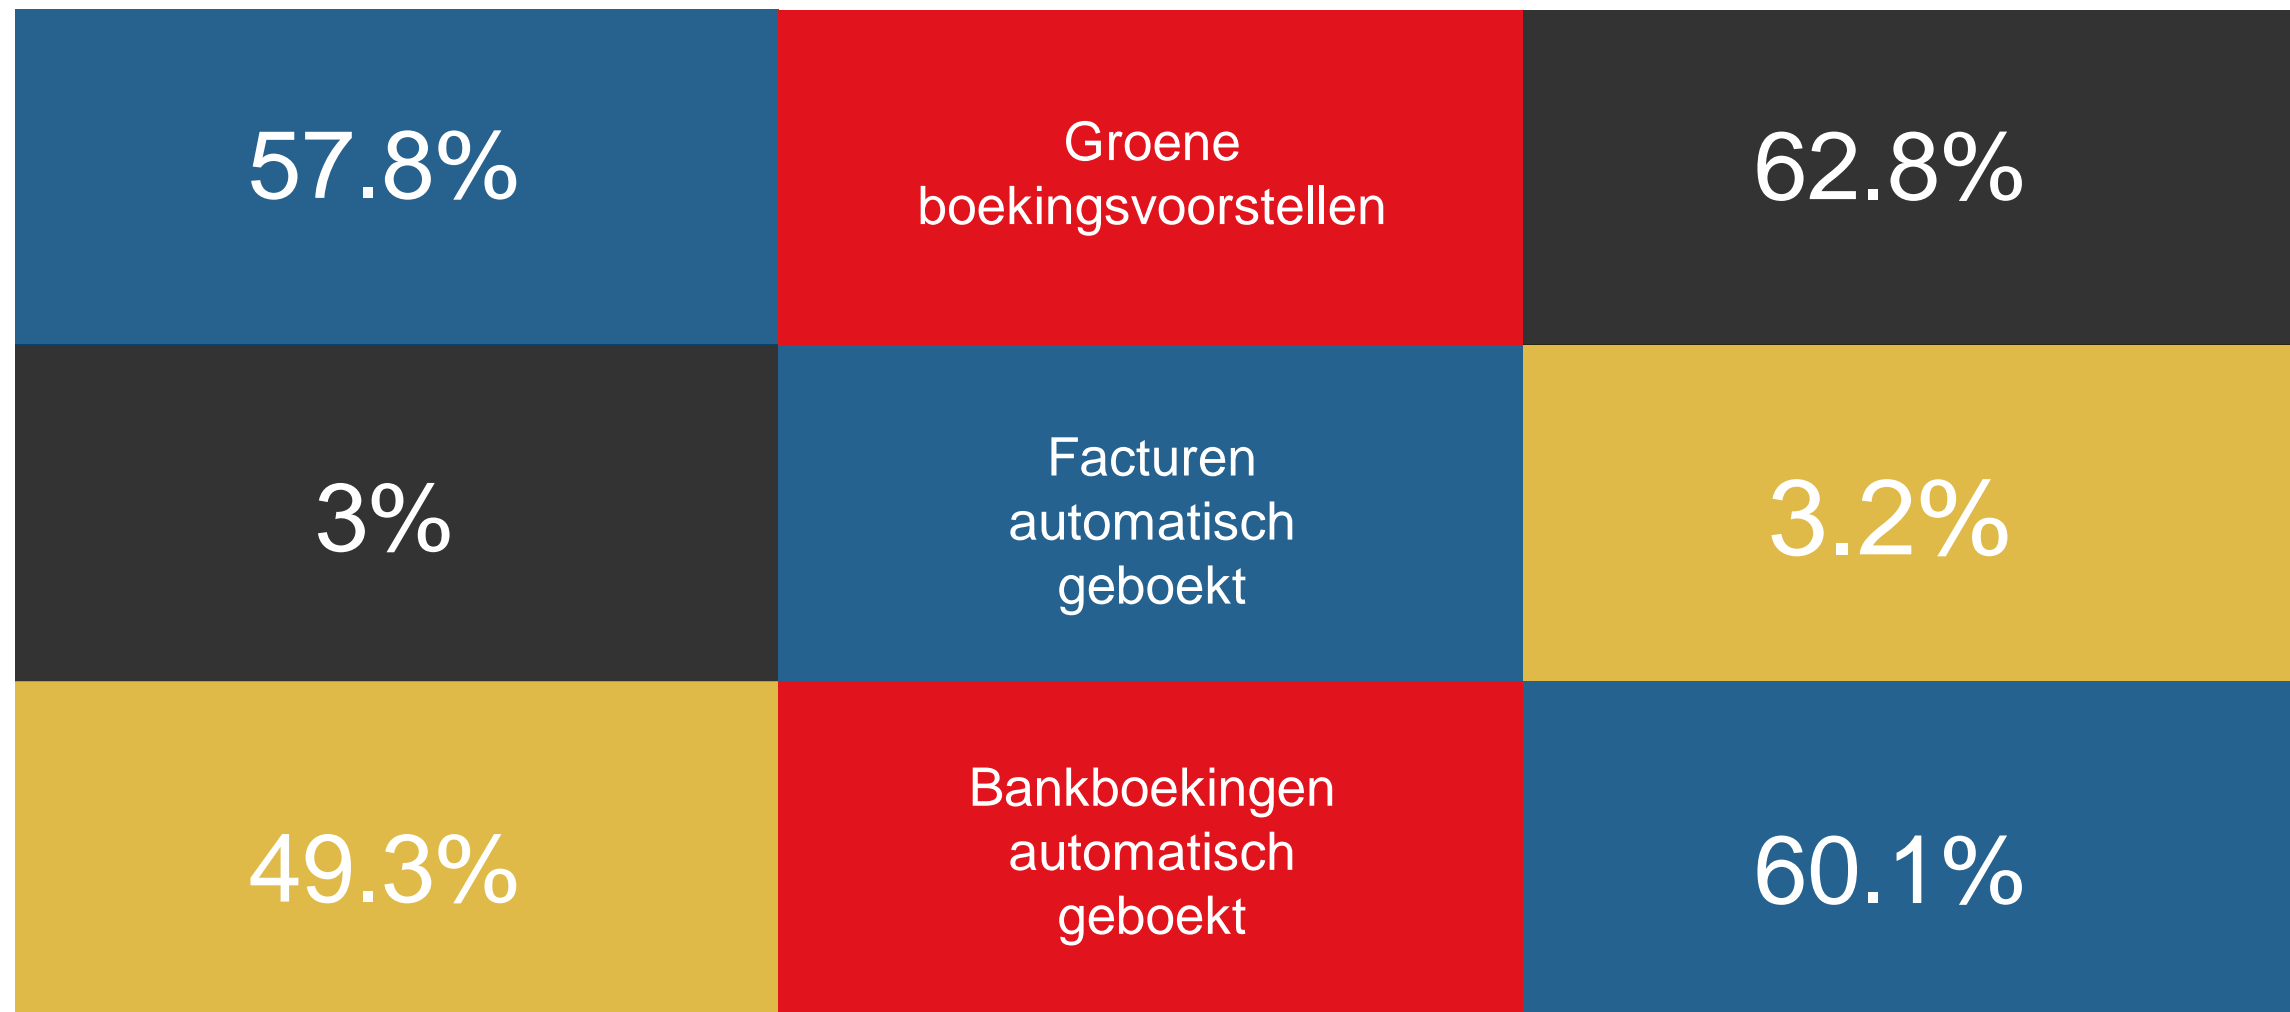 57.8%
Groene
boekingsvoorstellen
62.8%
3%
Facturen
automatisch
geboekt
3.2%
49.3%
Bankboekingen
automatisch
geboekt
60.1%